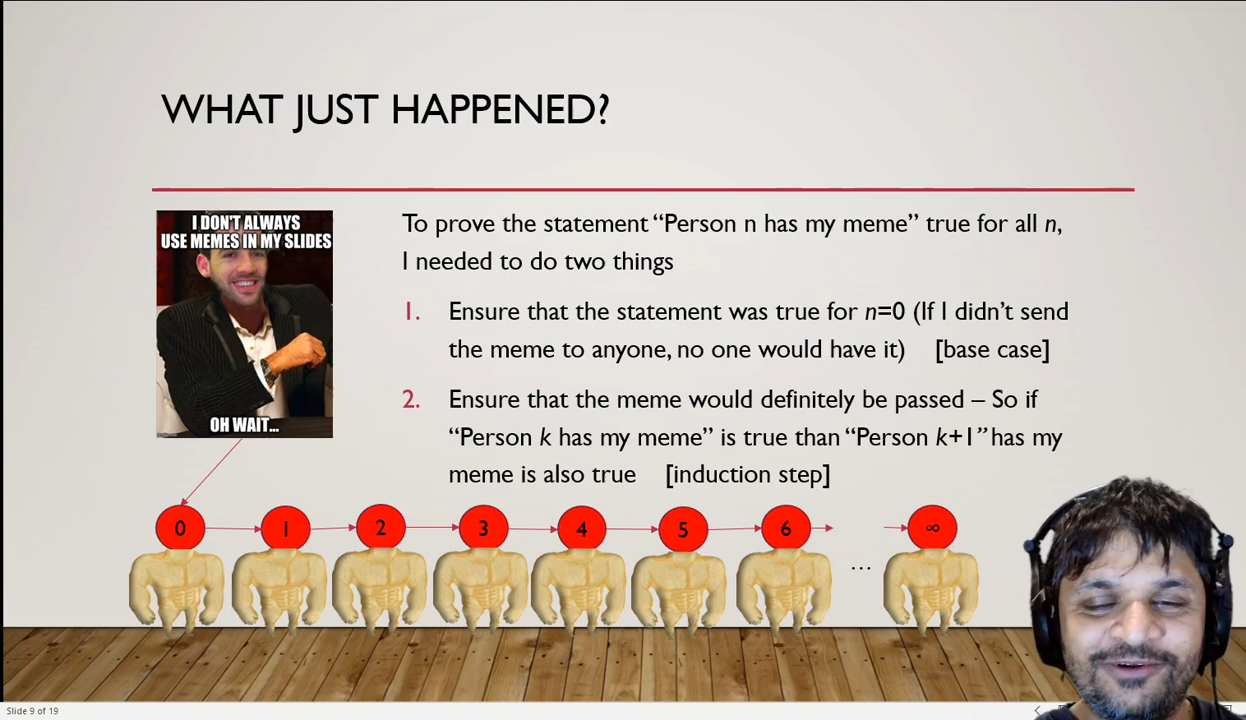 WHAT JUST HAPPENED?
I DON'T ALWAYS
USE MEMES IN MY SLIDES
OH WAIT...
To prove the statement “Person n has my meme” true for all n,
I needed to do two things
1. Ensure that the statement was true for n=0 (If I didn’t send
the meme to anyone, no one would have it) [base case]
2. Ensure that the meme would definitely be passed – So if
“Person k has my meme” is true than “Person k+1” has my
meme is also true [induction step]
0 1 2 3 4 5 6 ... ∞
Slide 9 of 19